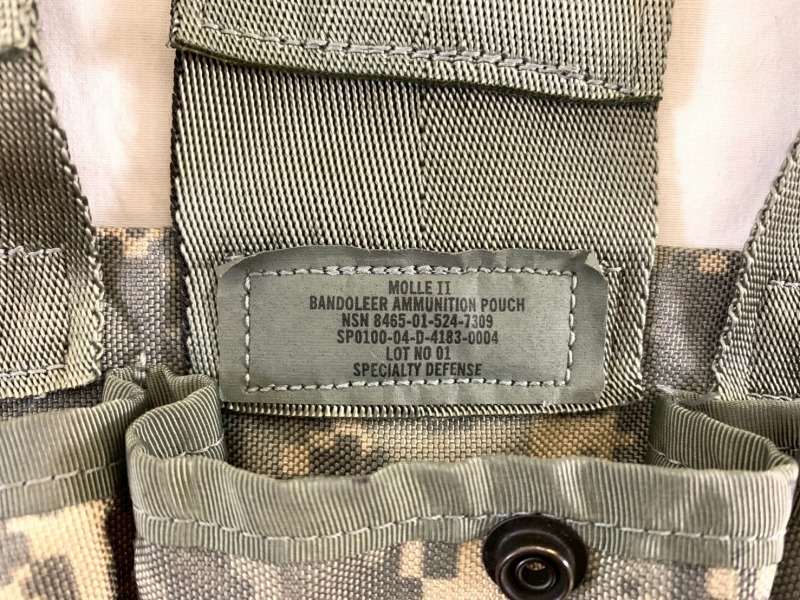 MOLLE II
BANDOLEER AMMUNITION POUCH
NSN 8465-01-524-7309
SP0100-04-D-4183-0004
LOT NO 01
SPECIALTY DEFENSE